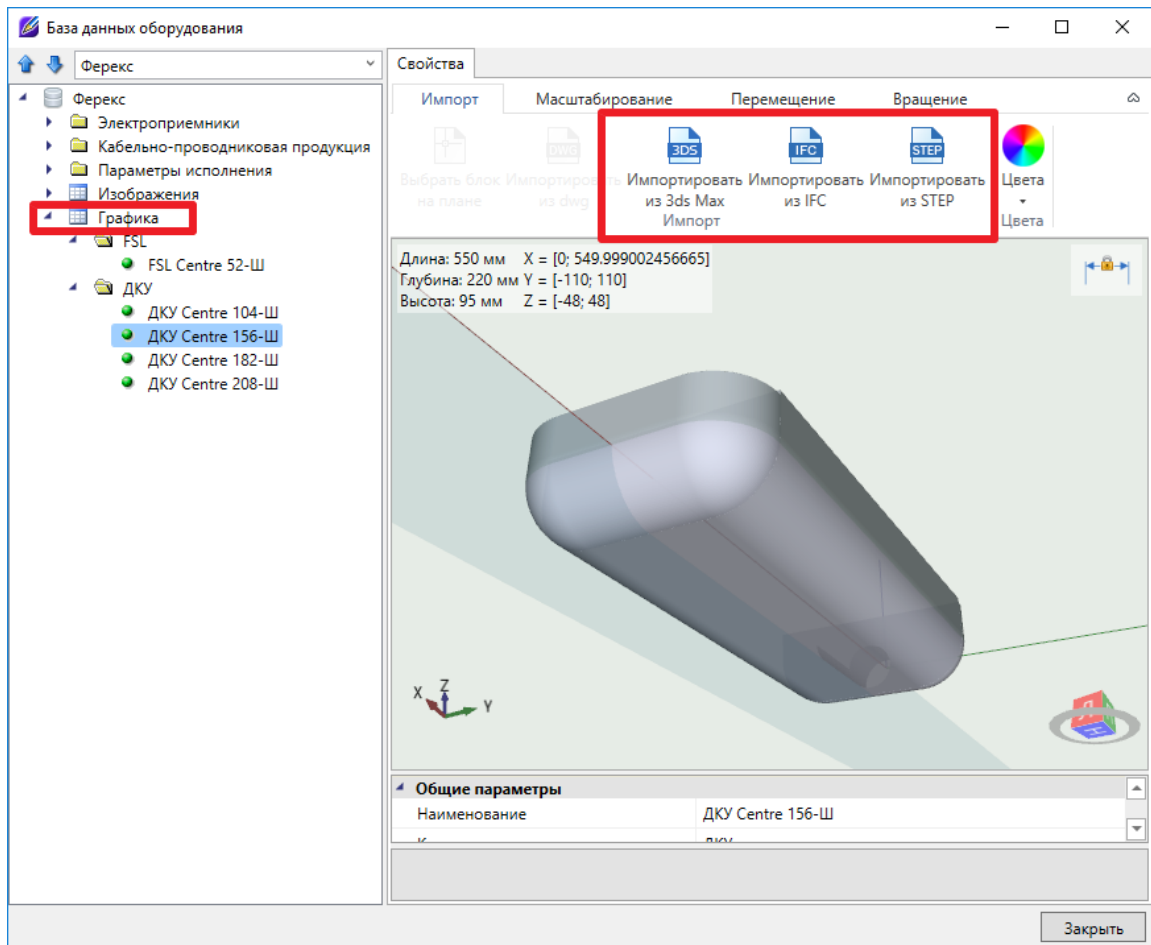 База данных оборудования
Ферекс
Ферекс
Электроприемники
Кабельно-проводниковая продукция
Параметры исполнения
Изображения
Графика
FSL
FSL Centre 52-Ш
ДКУ
ДКУ Centre 104-Ш
ДКУ Centre 156-Ш
ДКУ Centre 182-Ш
ДКУ Centre 208-Ш
Свойства
Импорт Масштабирование Перемещение Вращение
DWG 3DS IFC STEP
Выбрать блок Импортировать Импортировать Импортировать Импортировать Цвета
на плане из dwg из 3ds Max из IFC из STEP
Импорт Цвета
Длина: 550 мм X = [0; 549.999002456665]
Глубина: 220 мм Y = [-110; 110]
Высота: 95 мм Z = [-48; 48]
X Z Y
Общие параметры
Наименование ДКУ Centre 156-Ш
Закрыть